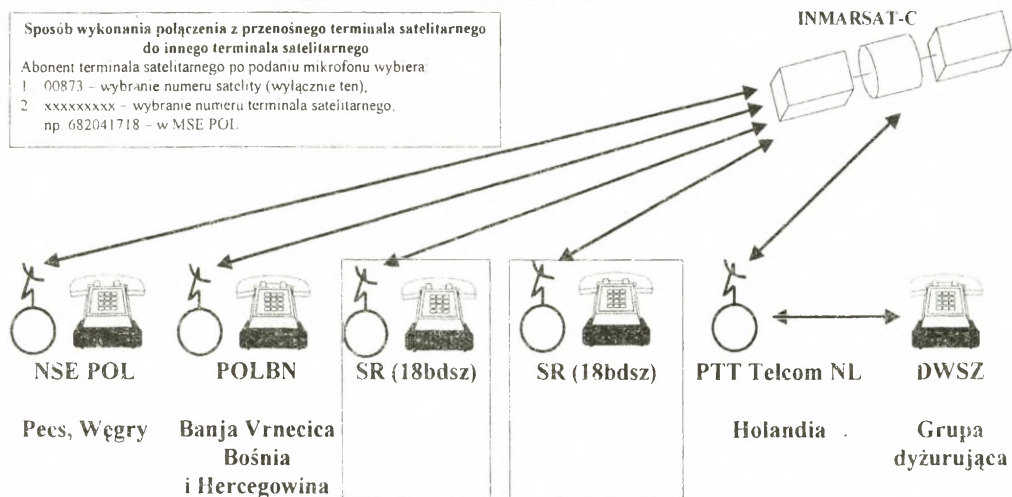 Sposób wykonania połączenia z przenośnego terminala satelitarnego
do innego terminala satelitarnego
Abonent terminala satelitarnego po podaniu mikrofonu wybiera
1 00873 – wybranie numeru satelity (wyłącznie ten),
2 xxxxxxxxx – wybranie numeru terminala satelitarnego,
np. 682041718 – w MSE POL
INMARSAT-C
NSE POL
POLBN
SR (18bdsz)
SR (18bdsz)
PTT Telcom NL
DWSZ
Pecs, Węgry
Banja Vrnecica
Bośnia
i Hercegowina
Holandia
Grupa
dyżurująca